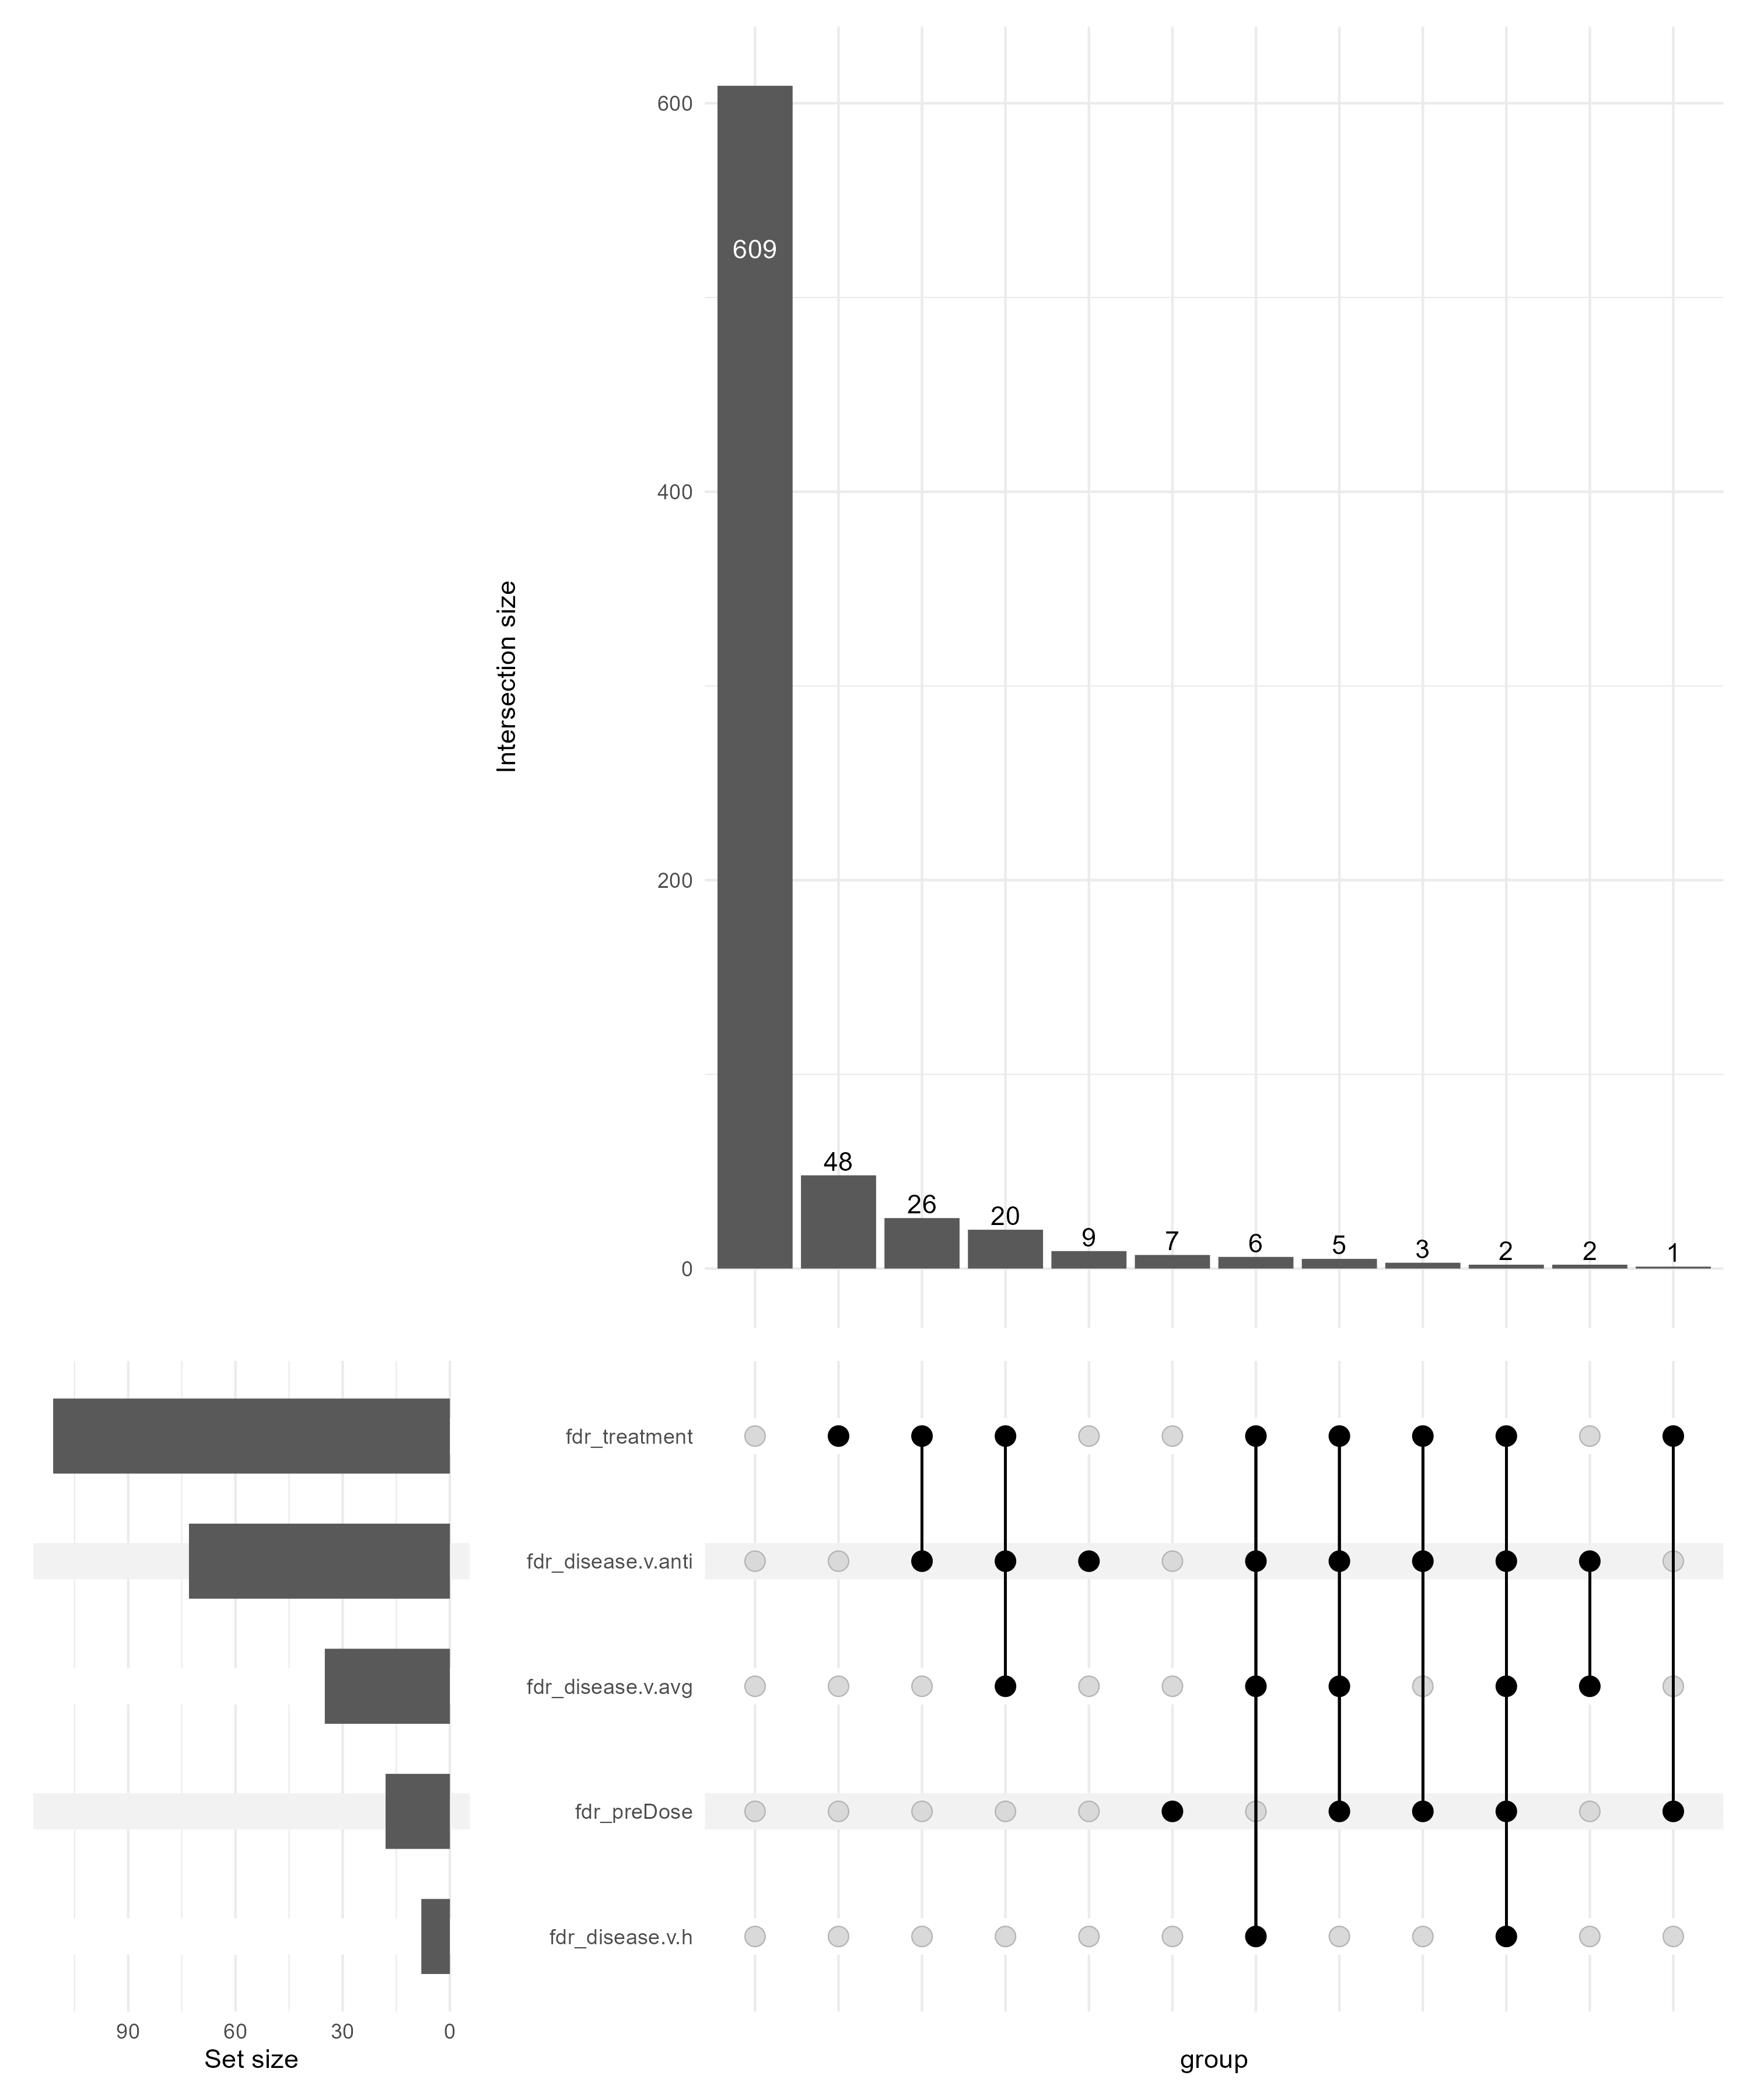 600
609
400
Intersection size
200
48
26
20
9
7
6
5
3
2
2
1
0
fdr_treatment
fdr_disease.v.anti
fdr_disease.v.avg
fdr_preDose
fdr_disease.v.h
90
60
30
0
Set size
group